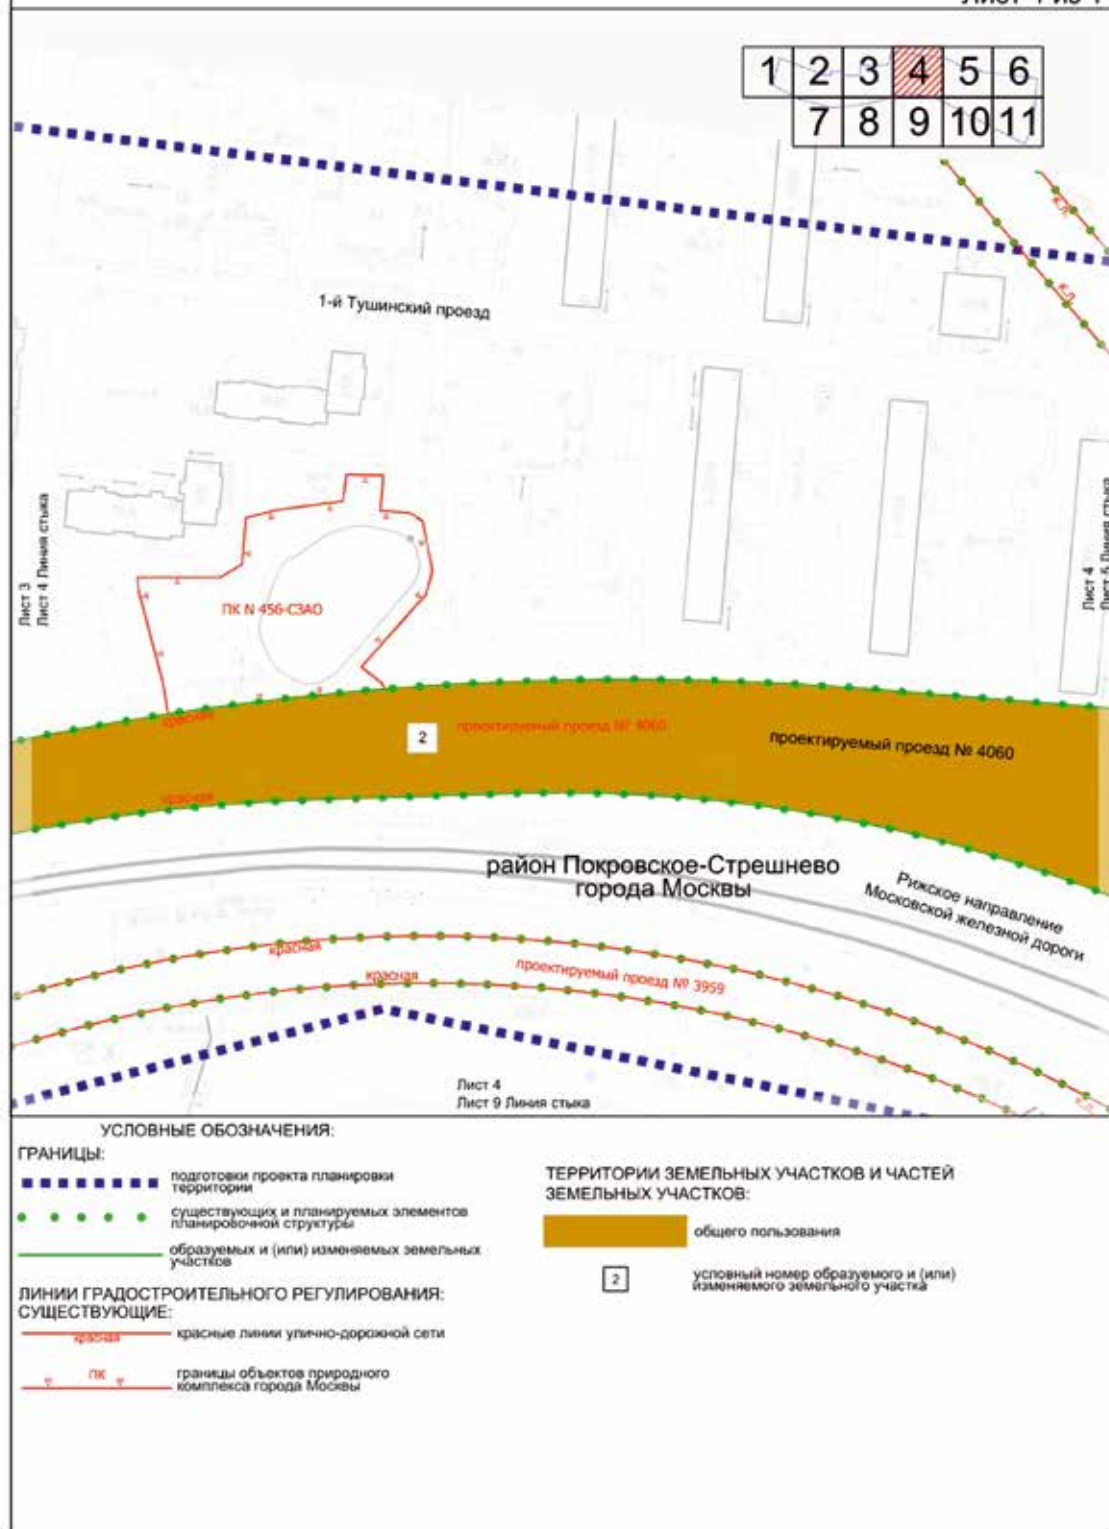 1 2 3 4 5 6
7 8 9 10 11
к.л.
к.л.
1-й Тушинский проезд
Лист 3
Лист 4 Линия стыка
Лист 4
Лист 5 Линия стыка
ПК N 456-СЗАО
красная
2
проектируемый проезд № 4060
проектируемый проезд № 4060
красная
район Покровское-Стрешнево
города Москвы
Рижское направление
Московской железной дороги
красная
красная
проектируемый проезд № 3959
к.л.
Лист 4
Лист 9 Линия стыка
УСЛОВНЫЕ ОБОЗНАЧЕНИЯ:
ГРАНИЦЫ:
подготовки проекта планировки
территории
существующих и планируемых элементов
планировочной структуры
образуемых и (или) изменяемых земельных
участков
ЛИНИИ ГРАДОСТРОИТЕЛЬНОГО РЕГУЛИРОВАНИЯ:
СУЩЕСТВУЮЩИЕ:
красная
красные линии улично-дорожной сети
ПК
границы объектов природного
комплекса города Москвы
ТЕРРИТОРИИ ЗЕМЕЛЬНЫХ УЧАСТКОВ И ЧАСТЕЙ
ЗЕМЕЛЬНЫХ УЧАСТКОВ:
общего пользования
2
условный номер образуемого и (или)
изменяемого земельного участка